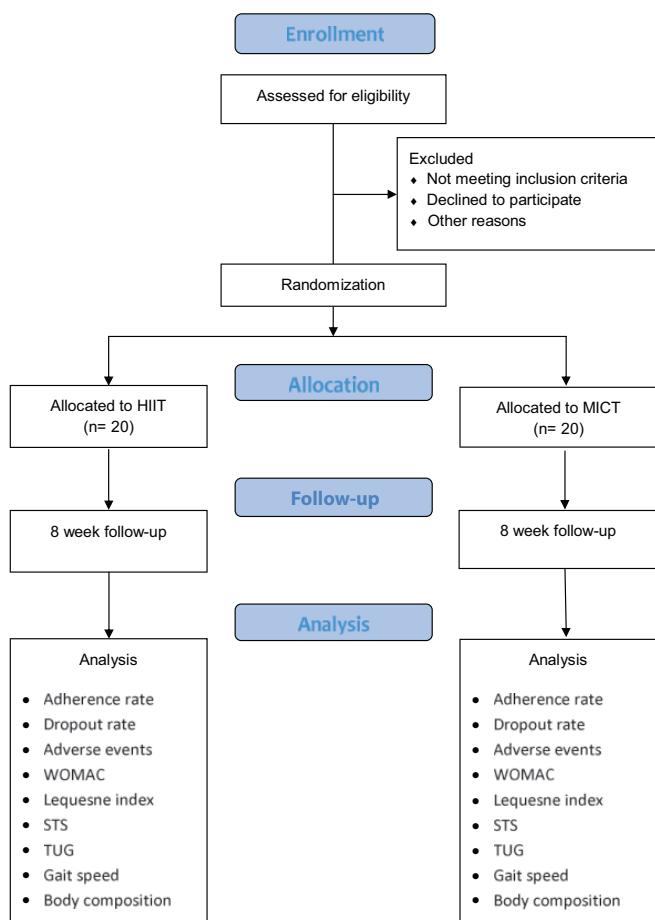 Enrollment
Assessed for eligibility
Excluded
♦ Not meeting inclusion criteria
♦ Declined to participate
♦ Other reasons
Randomization
Allocation
Allocated to HIIT
(n= 20)
Allocated to MICT
(n= 20)
Follow-up
8 week follow-up
8 week follow-up
Analysis
Analysis
• Adherence rate
• Dropout rate
• Adverse events
• WOMAC
• Lequesne index
• STS
• TUG
• Gait speed
• Body composition
Analysis
• Adherence rate
• Dropout rate
• Adverse events
• WOMAC
• Lequesne index
• STS
• TUG
• Gait speed
• Body composition